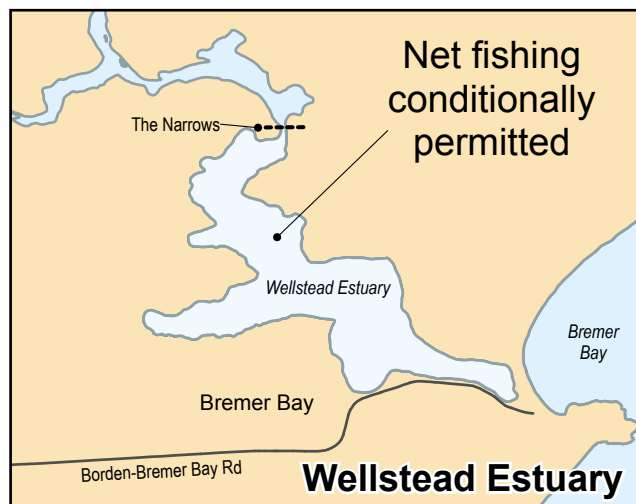 Net fishing
conditionally
permitted
The Narrows
Wellstead Estuary
Bremer
Bay
Bremer Bay
Borden-Bremer Bay Rd
Wellstead Estuary